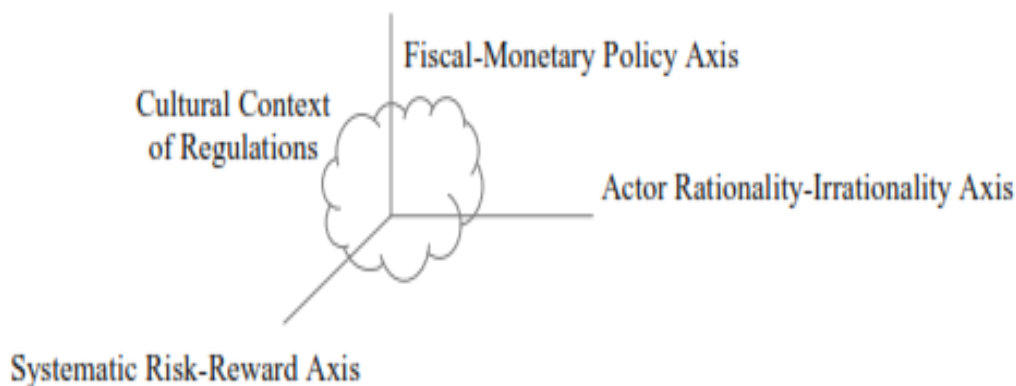 Fiscal-Monetary Policy Axis
Cultural Context
of Regulations
Actor Rationality-Irrationality Axis
Systematic Risk-Reward Axis